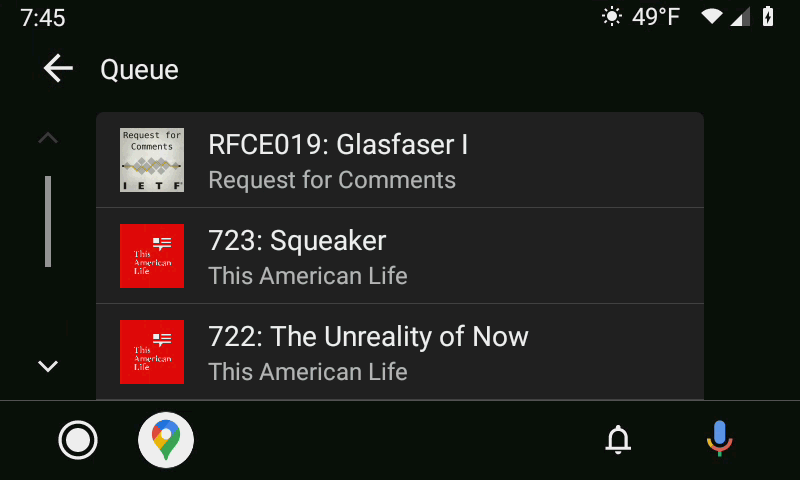 7:45
49°F
Queue
Request for
Comments
I E T F
RFCE019: Glasfaser I
Request for Comments
This
American
Life
723: Squeaker
This American Life
This
American
Life
722: The Unreality of Now
This American Life